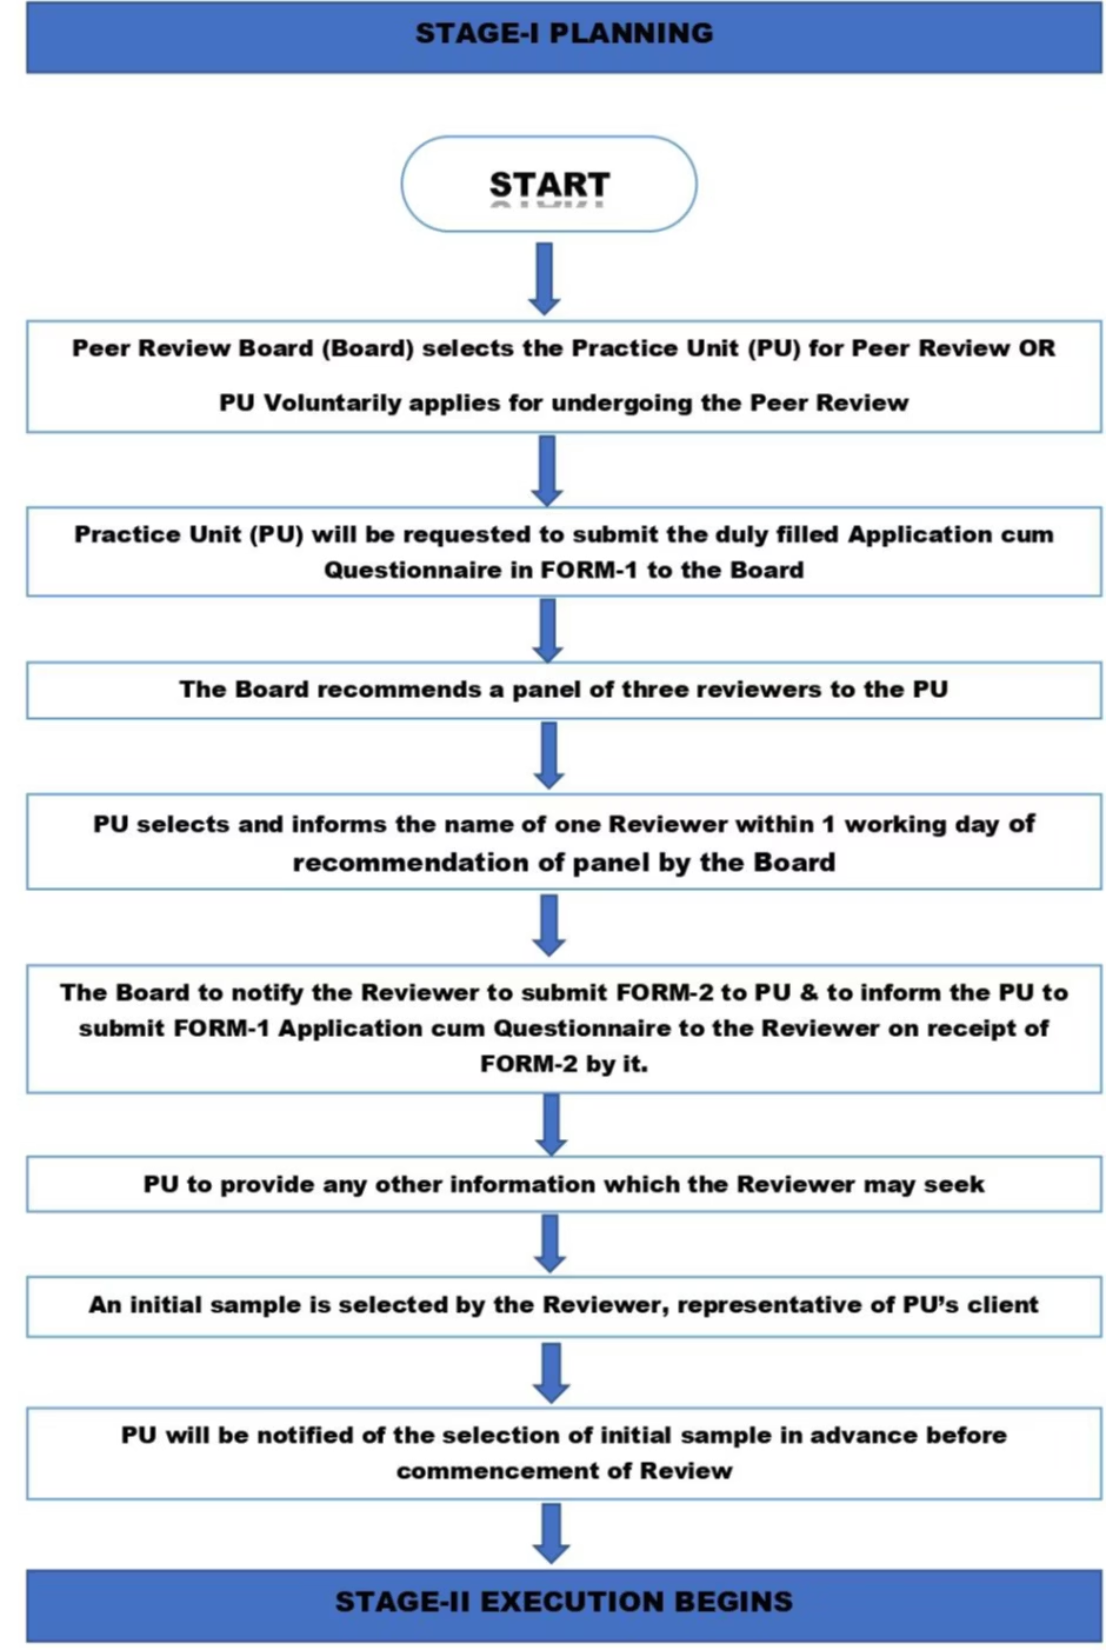 STAGE-I PLANNING
START
Peer Review Board (Board) selects the Practice Unit (PU) for Peer Review OR
PU Voluntarily applies for undergoing the Peer Review
Practice Unit (PU) will be requested to submit the duly filled Application cum
Questionnaire in FORM-1 to the Board
The Board recommends a panel of three reviewers to the PU
PU selects and informs the name of one Reviewer within 1 working day of
recommendation of panel by the Board
The Board to notify the Reviewer to submit FORM-2 to PU & to inform the PU to
submit FORM-1 Application cum Questionnaire to the Reviewer on receipt of
FORM-2 by it.
PU to provide any other information which the Reviewer may seek
An initial sample is selected by the Reviewer, representative of PU’s client
PU will be notified of the selection of initial sample in advance before
commencement of Review
STAGE-II EXECUTION BEGINS